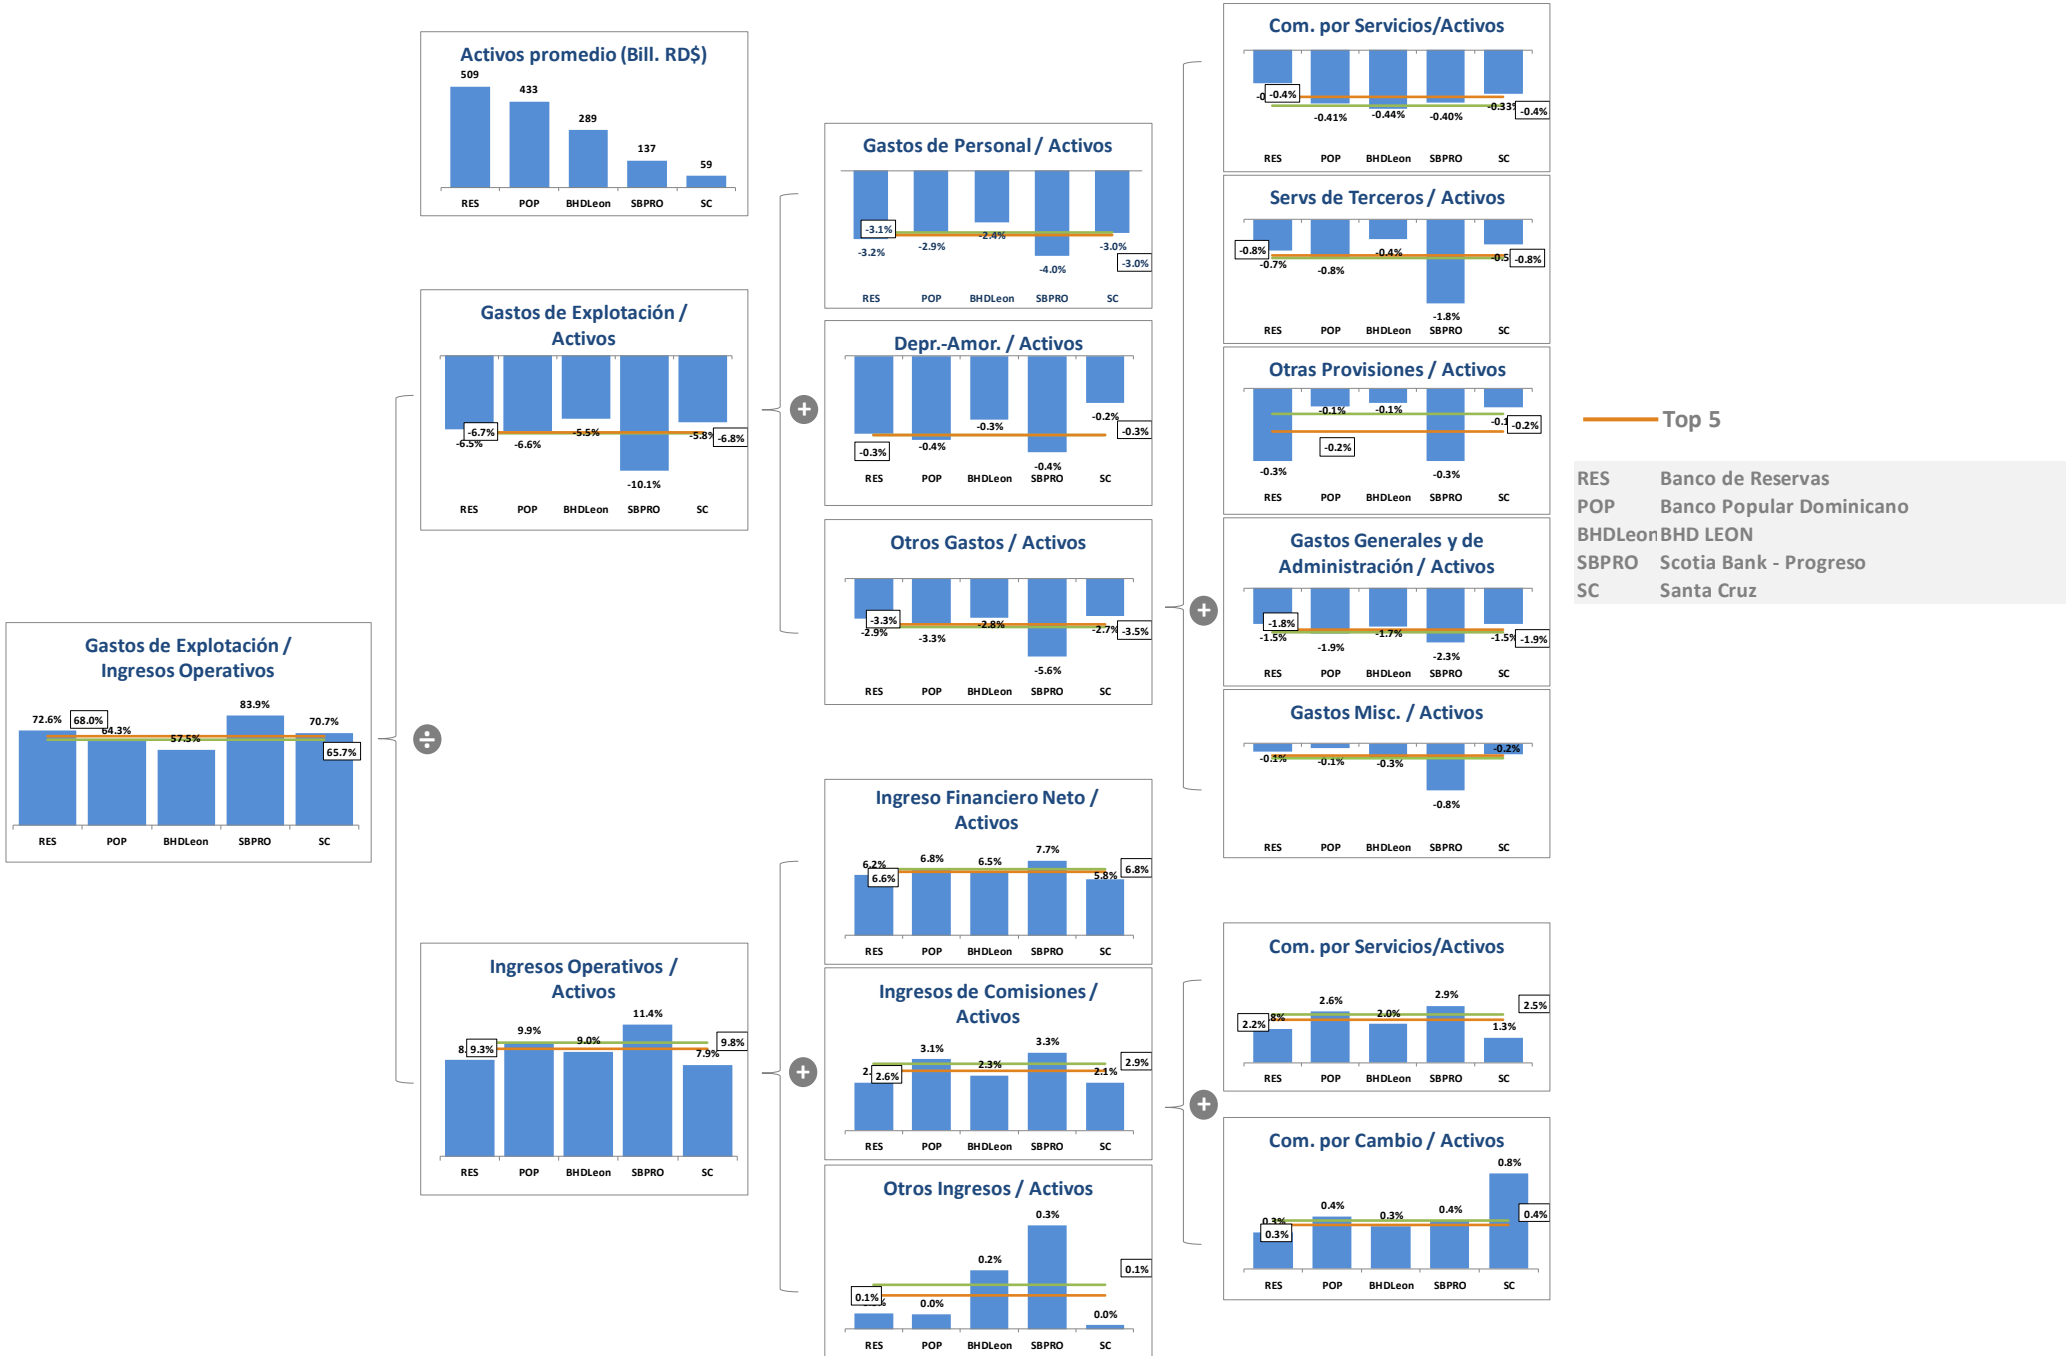 Activos promedio (Bill. RD$)
509
433
289
137
59
RES POP BHDLeon SBPRO SC
Gastos de Explotación /
Activos
-6.7%
-6.5%
-6.6%
-5.5%
-10.1%
-5.8%
-6.8%
RES POP BHDLeon SBPRO SC
Gastos de Explotación /
Ingresos Operativos
72.6%
68.0%
64.3%
57.5%
83.9%
70.7%
65.7%
RES POP BHDLeon SBPRO SC
÷
Ingresos Operativos /
Activos
9.3%
9.9%
9.0%
11.4%
7.9%
9.8%
RES POP BHDLeon SBPRO SC
Gastos de Personal / Activos
-3.1%
-3.2%
-2.9%
-2.4%
-4.0%
-3.0%
-3.0%
RES POP BHDLeon SBPRO SC
+
Depr.-Amor. / Activos
-0.3%
-0.4%
-0.3%
-0.4%
-0.2%
-0.3%
RES POP BHDLeon SBPRO SC
Otros Gastos / Activos
-3.3%
-2.9%
-3.3%
-2.8%
-5.6%
-2.7%
-3.5%
RES POP BHDLeon SBPRO SC
+
Ingreso Financiero Neto /
Activos
6.2%
6.6%
6.8%
6.5%
7.7%
5.8%
6.8%
RES POP BHDLeon SBPRO SC
Ingresos de Comisiones /
Activos
2.6%
3.1%
2.3%
3.3%
2.1%
2.9%
RES POP BHDLeon SBPRO SC
+
Otros Ingresos / Activos
0.1%
0.0%
0.2%
0.3%
0.0%
0.1%
RES POP BHDLeon SBPRO SC
Com. por Servicios/Activos
-0.4%
-0.41%
-0.44%
-0.40%
-0.33%
-0.4%
RES POP BHDLeon SBPRO SC
Servs de Terceros / Activos
-0.8%
-0.7%
-0.8%
-0.4%
-1.8%
-0.5
-0.8%
RES POP BHDLeon SBPRO SC
Otras Provisiones / Activos
-0.3%
-0.1%
-0.2%
-0.1%
-0.3%
-0.1
-0.2%
RES POP BHDLeon SBPRO SC
Gastos Generales y de
Administración / Activos
-1.8%
-1.5%
-1.9%
-1.7%
-2.3%
-1.5%
-1.9%
RES POP BHDLeon SBPRO SC
Gastos Misc. / Activos
-0.1%
-0.1%
-0.3%
-0.8%
-0.2%
RES POP BHDLeon SBPRO SC
Com. por Servicios/Activos
2.2%
2.6%
2.0%
2.9%
1.3%
2.5%
RES POP BHDLeon SBPRO SC
+
Com. por Cambio / Activos
0.3%
0.3%
0.4%
0.3%
0.4%
0.8%
0.4%
RES POP BHDLeon SBPRO SC
Top 5
RES Banco de Reservas
POP Banco Popular Dominicano
BHDLeon BHD LEON
SBPRO Scotia Bank - Progreso
SC Santa Cruz